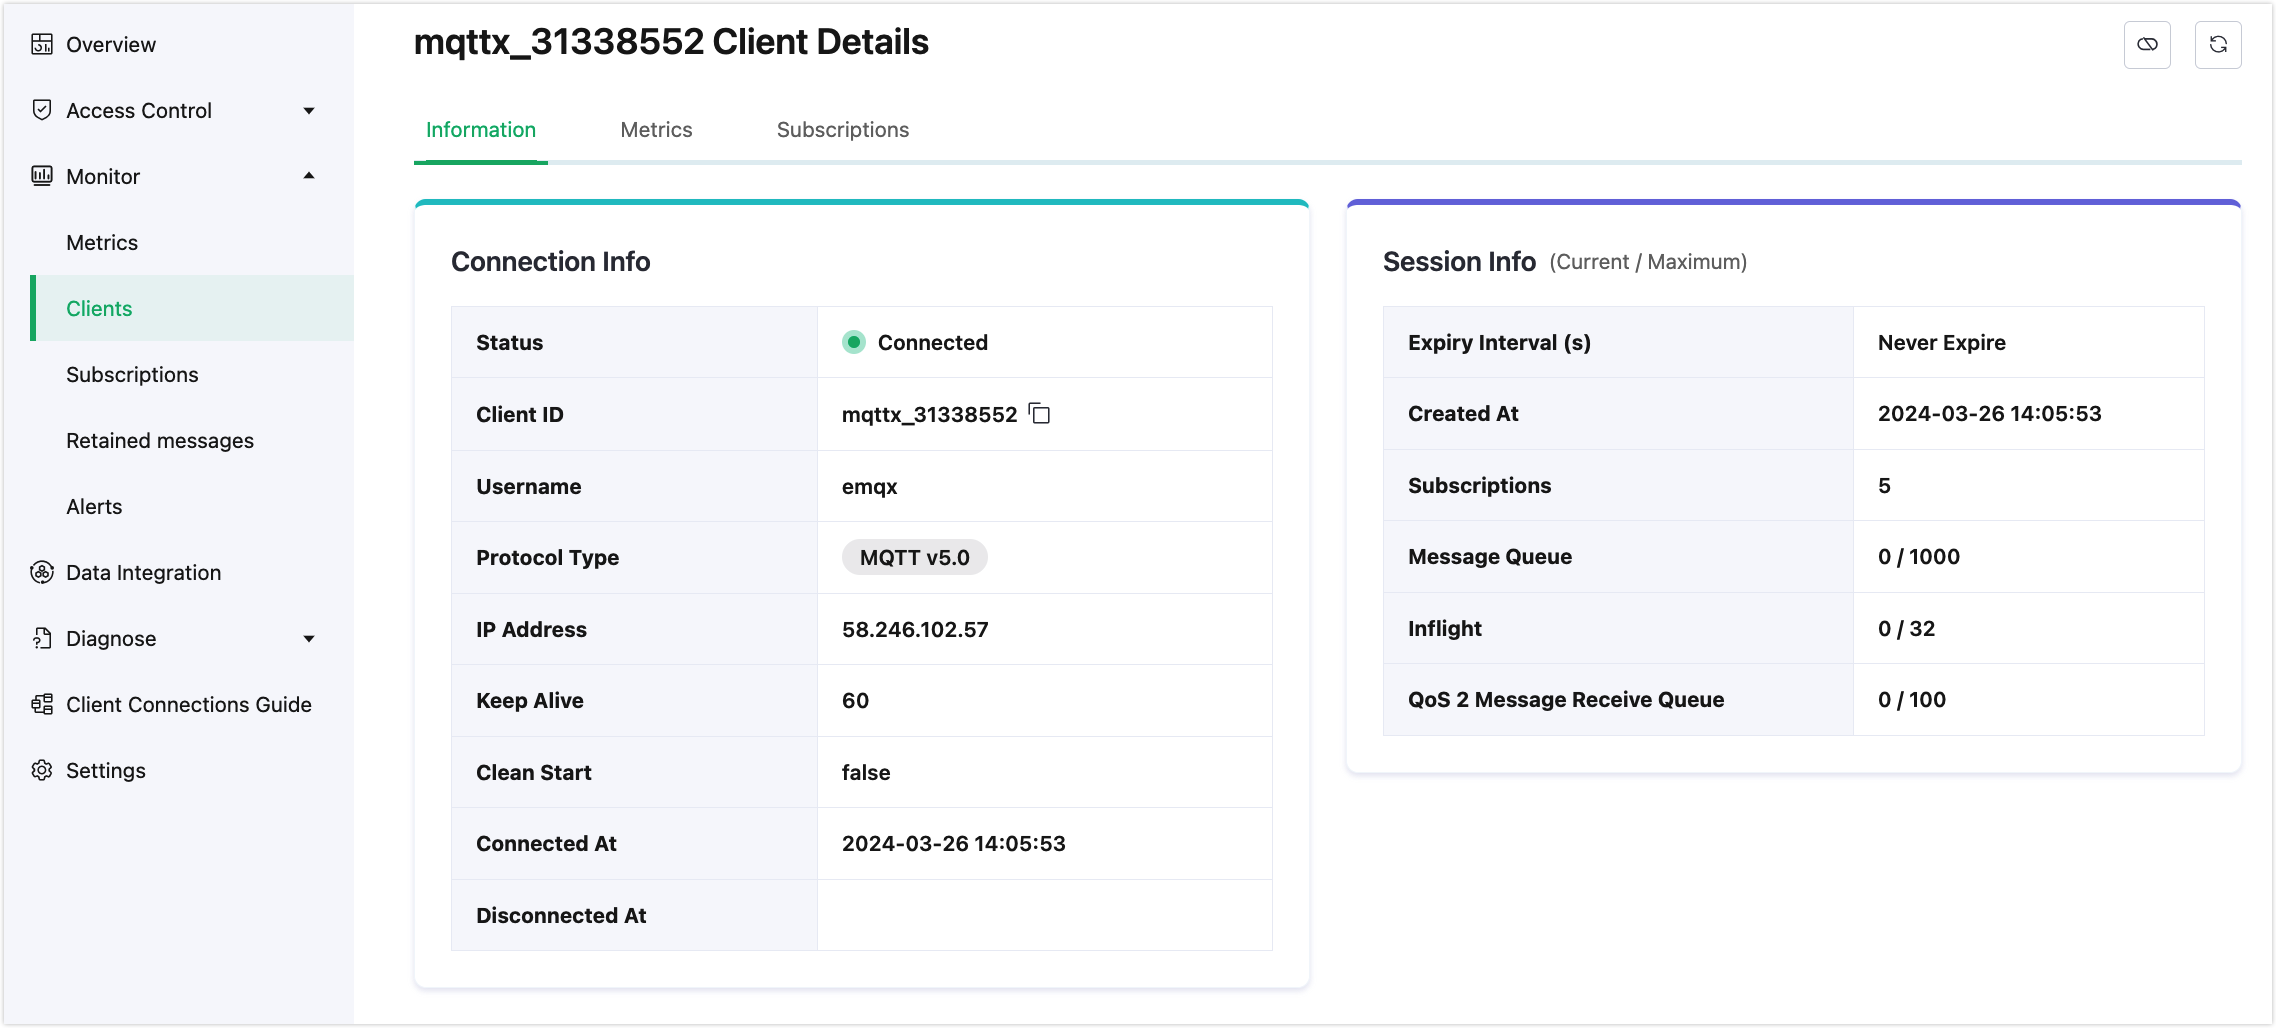 Overview
Access Control
Monitor
Metrics
Clients
Subscriptions
Retained messages
Alerts
Data Integration
Diagnose
Client Connections Guide
Settings
mqttx_31338552 Client Details
Information Metrics Subscriptions
Connection Info
Status Connected
Client ID mqttx_31338552
Username emqx
Protocol Type MQTT v5.0
IP Address 58.246.102.57
Keep Alive 60
Clean Start false
Connected At 2024-03-26 14:05:53
Disconnected At
Session Info (Current / Maximum)
Expiry Interval (s) Never Expire
Created At 2024-03-26 14:05:53
Subscriptions 5
Message Queue 0 / 1000
Inflight 0 / 32
QoS 2 Message Receive Queue 0 / 100